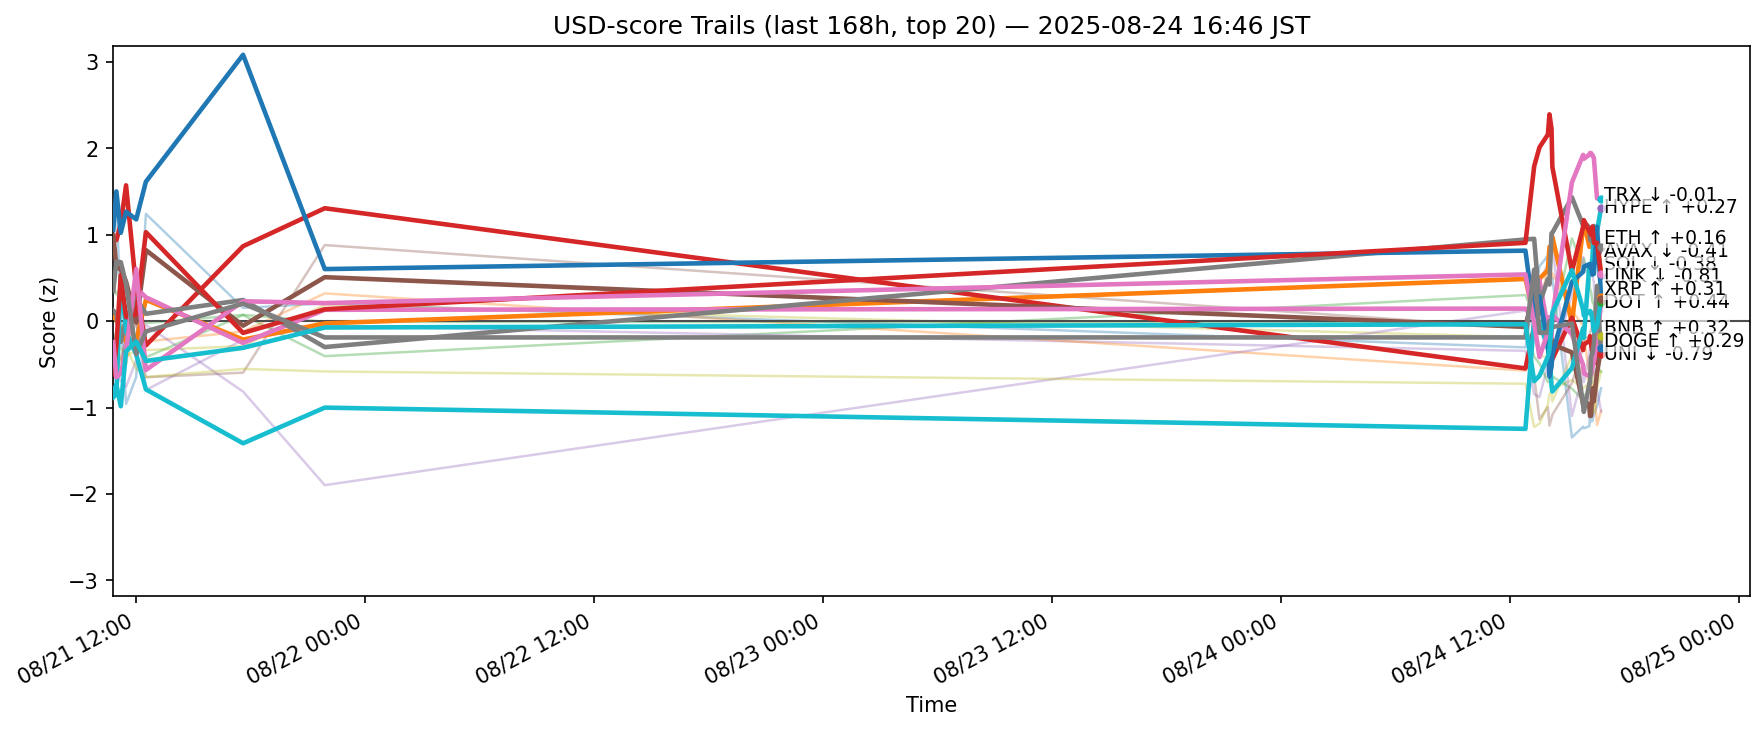 USD-score Trails (last 168h, top 20) — 2025-08-24 16:46 JST
Score (z)
3
2
1
0
−1
−2
−3
TRX ↓ -0.01
HYPE ↑ +0.27
ETH ↑ +0.16
AVAX ↓ -0.41
SOL ↓ -0.38
LINK ↓ -0.81
XRP ↑ +0.31
DOT ↑ +0.44
BNB ↑ +0.32
DOGE ↑ +0.29
UNI ↓ -0.79
08/21 12:00
08/22 00:00
08/22 12:00
08/23 00:00
08/23 12:00
08/24 00:00
08/24 12:00
08/25 00:00
Time